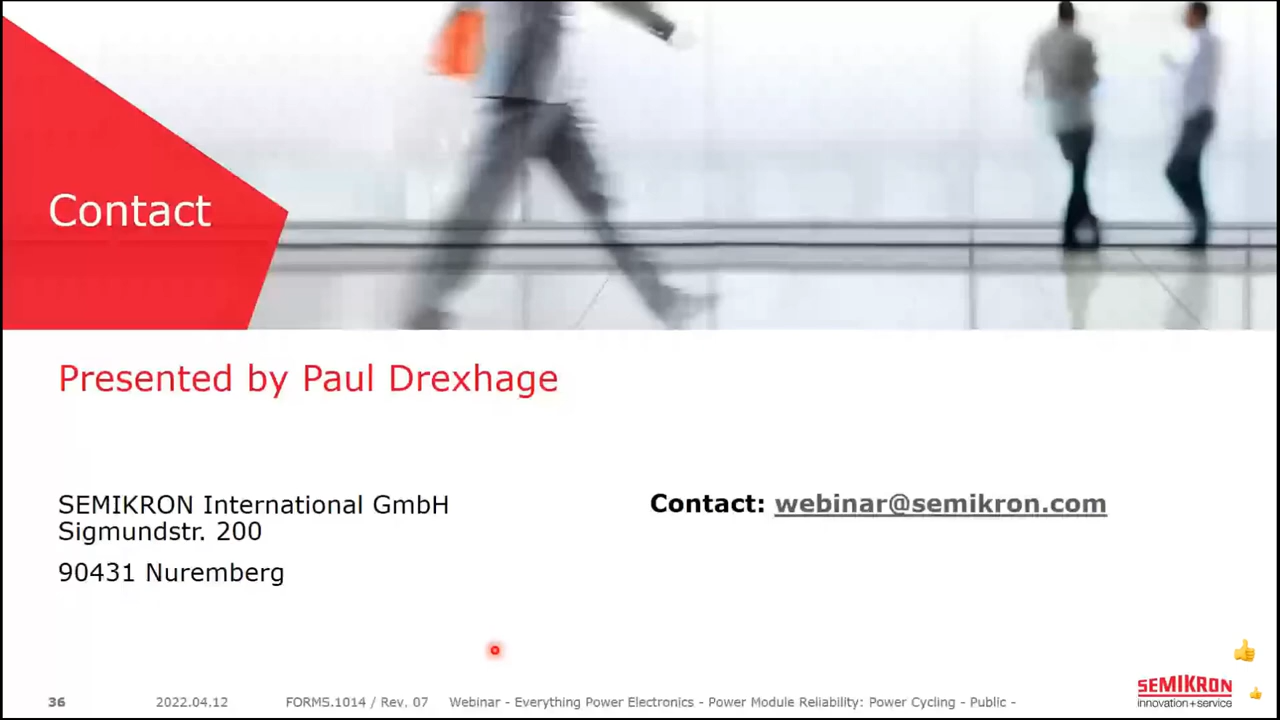 Contact
Presented by Paul Drexhage
SEMIKRON International GmbH
Sigmundstr. 200
90431 Nuremberg
Contact: webinar@semikron.com
36 2022.04.12 FORMS.1014 / Rev. 07 Webinar - Everything Power Electronics - Power Module Reliability: Power Cycling - Public -
SEMIKRON
innovation+service